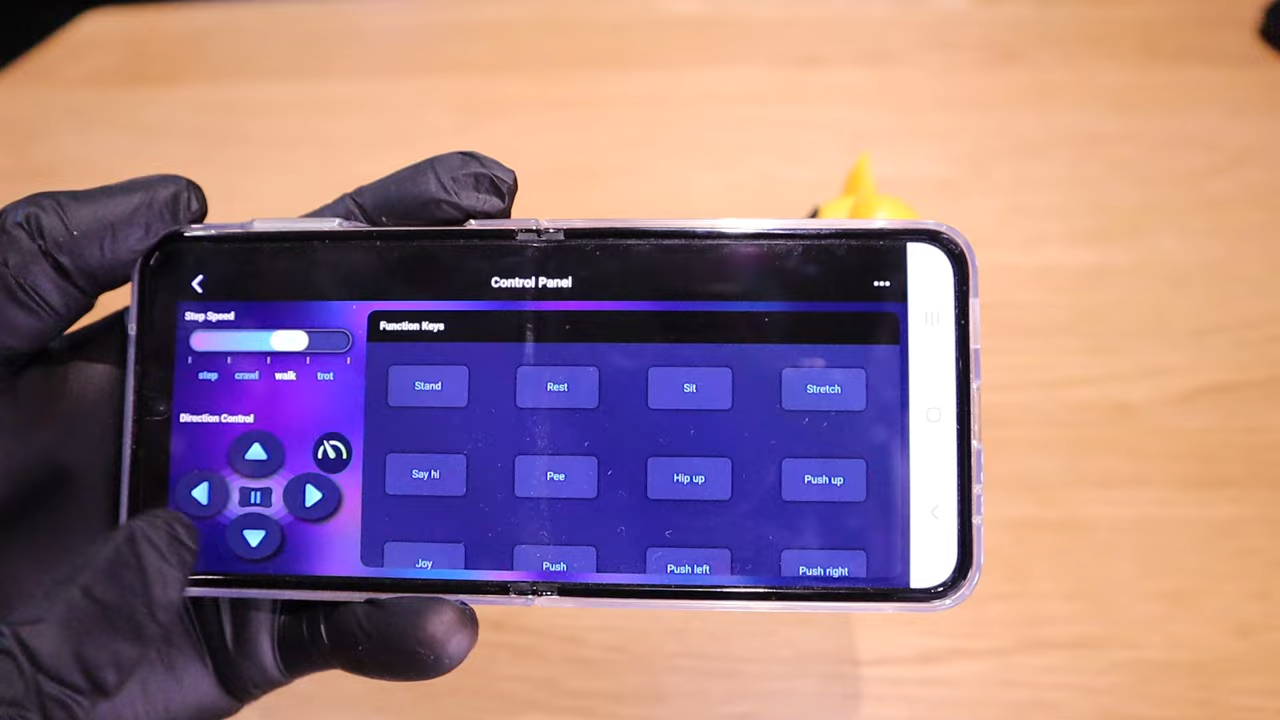 Control Panel
Step Speed
step crawl walk trot
Direction Control
Function Keys
Stand Rest Sit Stretch
Say hi Pee Hip up Push up
Joy Push Push left Push right